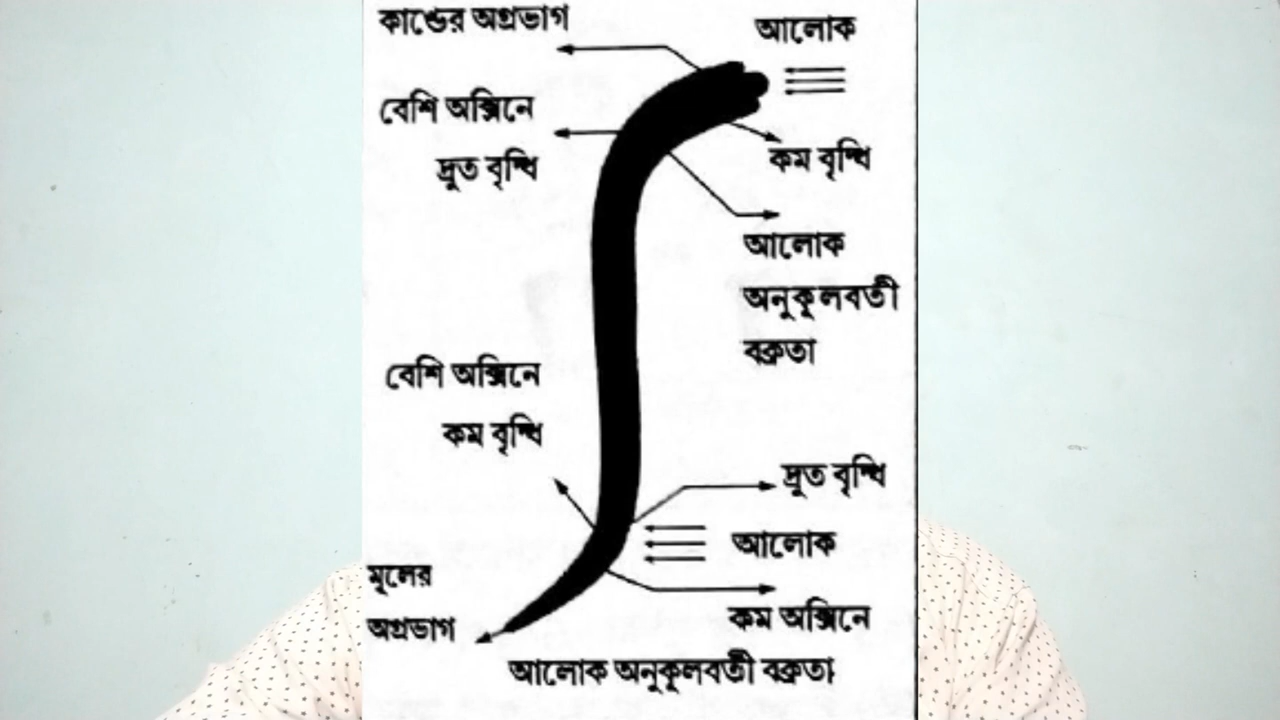 কাণ্ডের অগ্রভাগ
আলোক
বেশি অক্সিনে
দ্রুত বৃদ্ধি
কম বৃদ্ধি
আলোক
অনুকূলবর্তী
বক্রতা
বেশি অক্সিনে
কম বৃদ্ধি
দ্রুত বৃদ্ধি
আলোক
মূলের
অগ্রভাগ
কম অক্সিনে
আলোক অনুকূলবর্তী বক্রতা